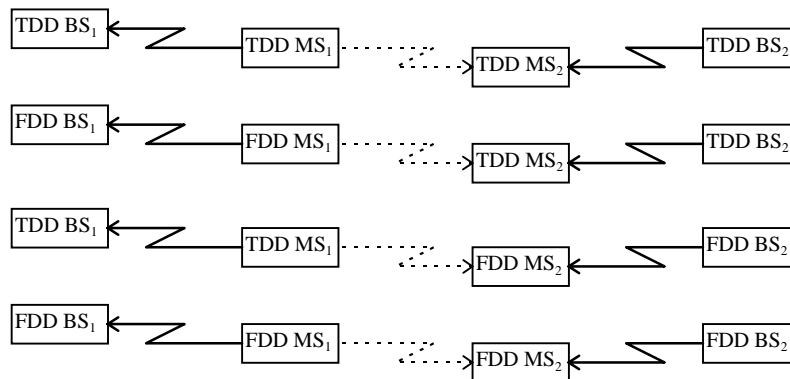 TDD BS₁ TDD MS₁ TDD MS₂ TDD BS₂
FDD BS₁ FDD MS₁ TDD MS₂ TDD BS₂
TDD BS₁ TDD MS₁ FDD MS₂ FDD BS₂
FDD BS₁ FDD MS₁ FDD MS₂ FDD BS₂